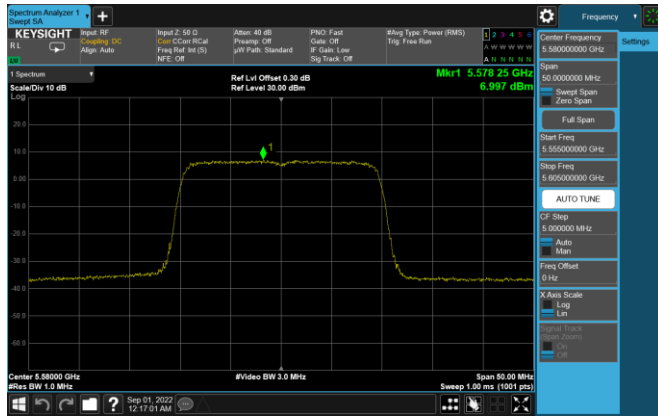 Spectrum Analyzer 1
Swept SA
Frequency
KEYSIGHT
R L
Input: RF
Coupling: DC
Align: Auto
Input Z: 50 Ω
Corr CCorr RCal
Freq Ref: Int (S)
NFE: Off
Atten: 40 dB
Preamp: Off
µW Path: Standard
PNO: Fast
Gate: Off
IF Gain: Low
Sig Track: Off
#Avg Type: Power (RMS)
Trig: Free Run
1 2 3 4 5 6
A W W W W W
A N N N N N
1 Spectrum
Scale/Div 10 dB
Log
Ref Lvl Offset 0.30 dB
Ref Level 30.00 dBm
Mkr1 5.578 25 GHz
6.997 dBm
20.0
10.0
0.00
-10.0
-20.0
-30.0
-40.0
-50.0
-60.0
1
Center 5.58000 GHz
#Res BW 1.0 MHz
#Video BW 3.0 MHz
Span 50.00 MHz
Sweep 1.00 ms (1001 pts)
Sep 01, 2022
12:17:01 AM
Center Frequency
5.580000000 GHz
Span
50.0000000 MHz
Swept Span
Zero Span
Full Span
Start Freq
5.555000000 GHz
Stop Freq
5.605000000 GHz
AUTO TUNE
CF Step
5.000000 MHz
Auto
Man
Freq Offset
0 Hz
X Axis Scale
Log
Lin
Signal Track
(Span Zoom)
On
Off
Settings